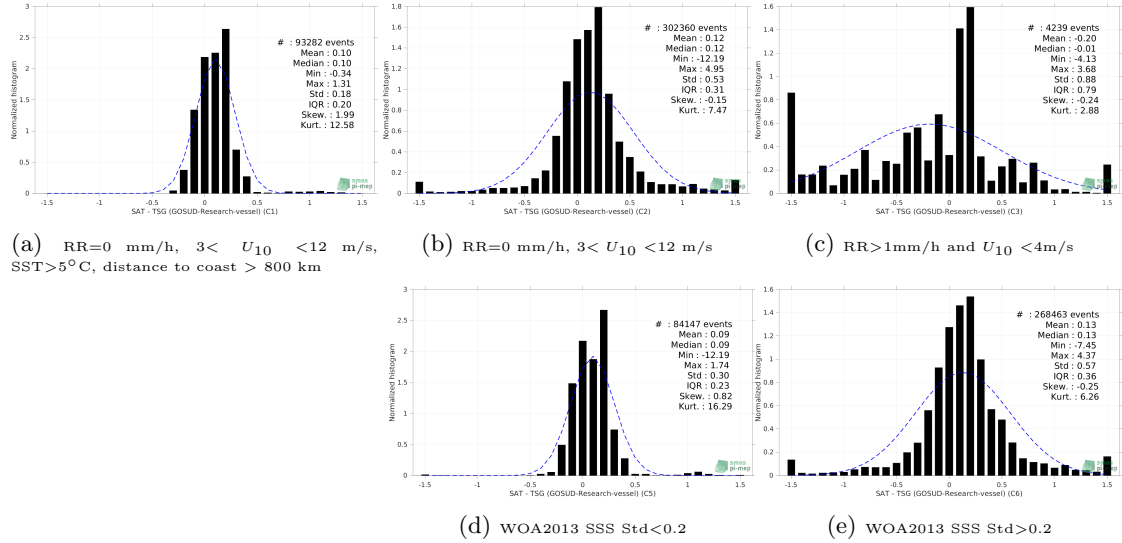 3
2.5
2
1.5
1
0.5
0
Normalized histogram
# : 93282 events
Mean : 0.10
Median : 0.10
Min : -0.34
Max : 1.31
Std : 0.18
IQR : 0.20
Skew. : 1.99
Kurt. : 12.58
smos
pi-mep
-1.5 -1 -0.5 0 0.5 1 1.5
SAT - TSG (GOSUD-Research-vessel) (C1)
(a) RR=0 mm/h, 3< U10 <12 m/s,
SST>5°C, distance to coast > 800 km
1.8
1.6
1.4
1.2
1
0.8
0.6
0.4
0.2
0
Normalized histogram
# : 302360 events
Mean : 0.12
Median : 0.12
Min : -12.19
Max : 4.95
Std : 0.53
IQR : 0.31
Skew. : -0.15
Kurt. : 7.47
smos
pi-mep
-1.5 -1 -0.5 0 0.5 1 1.5
SAT - TSG (GOSUD-Research-vessel) (C2)
(b) RR=0 mm/h, 3< U10 <12 m/s
1.6
1.4
1.2
1
0.8
0.6
0.4
0.2
0
Normalized histogram
# : 4239 events
Mean : -0.20
Median : -0.01
Min : -4.13
Max : 3.68
Std : 0.88
IQR : 0.79
Skew. : -0.24
Kurt. : 2.88
smos
pi-mep
-1.5 -1 -0.5 0 0.5 1 1.5
SAT - TSG (GOSUD-Research-vessel) (C3)
(c) RR>1mm/h and U10 <4m/s
3
2.5
2
1.5
1
0.5
0
Normalized histogram
# : 84147 events
Mean : 0.09
Median : 0.09
Min : -12.19
Max : 1.74
Std : 0.30
IQR : 0.23
Skew. : 0.82
Kurt. : 16.29
smos
pi-mep
-1.5 -1 -0.5 0 0.5 1 1.5
SAT - TSG (GOSUD-Research-vessel) (C5)
(d) WOA2013 SSS Std<0.2
1.6
1.4
1.2
1
0.8
0.6
0.4
0.2
0
Normalized histogram
# : 268463 events
Mean : 0.13
Median : 0.13
Min : -7.45
Max : 4.37
Std : 0.57
IQR : 0.36
Skew. : -0.25
Kurt. : 6.26
smos
pi-mep
-1.5 -1 -0.5 0 0.5 1 1.5
SAT - TSG (GOSUD-Research-vessel) (C6)
(e) WOA2013 SSS Std>0.2